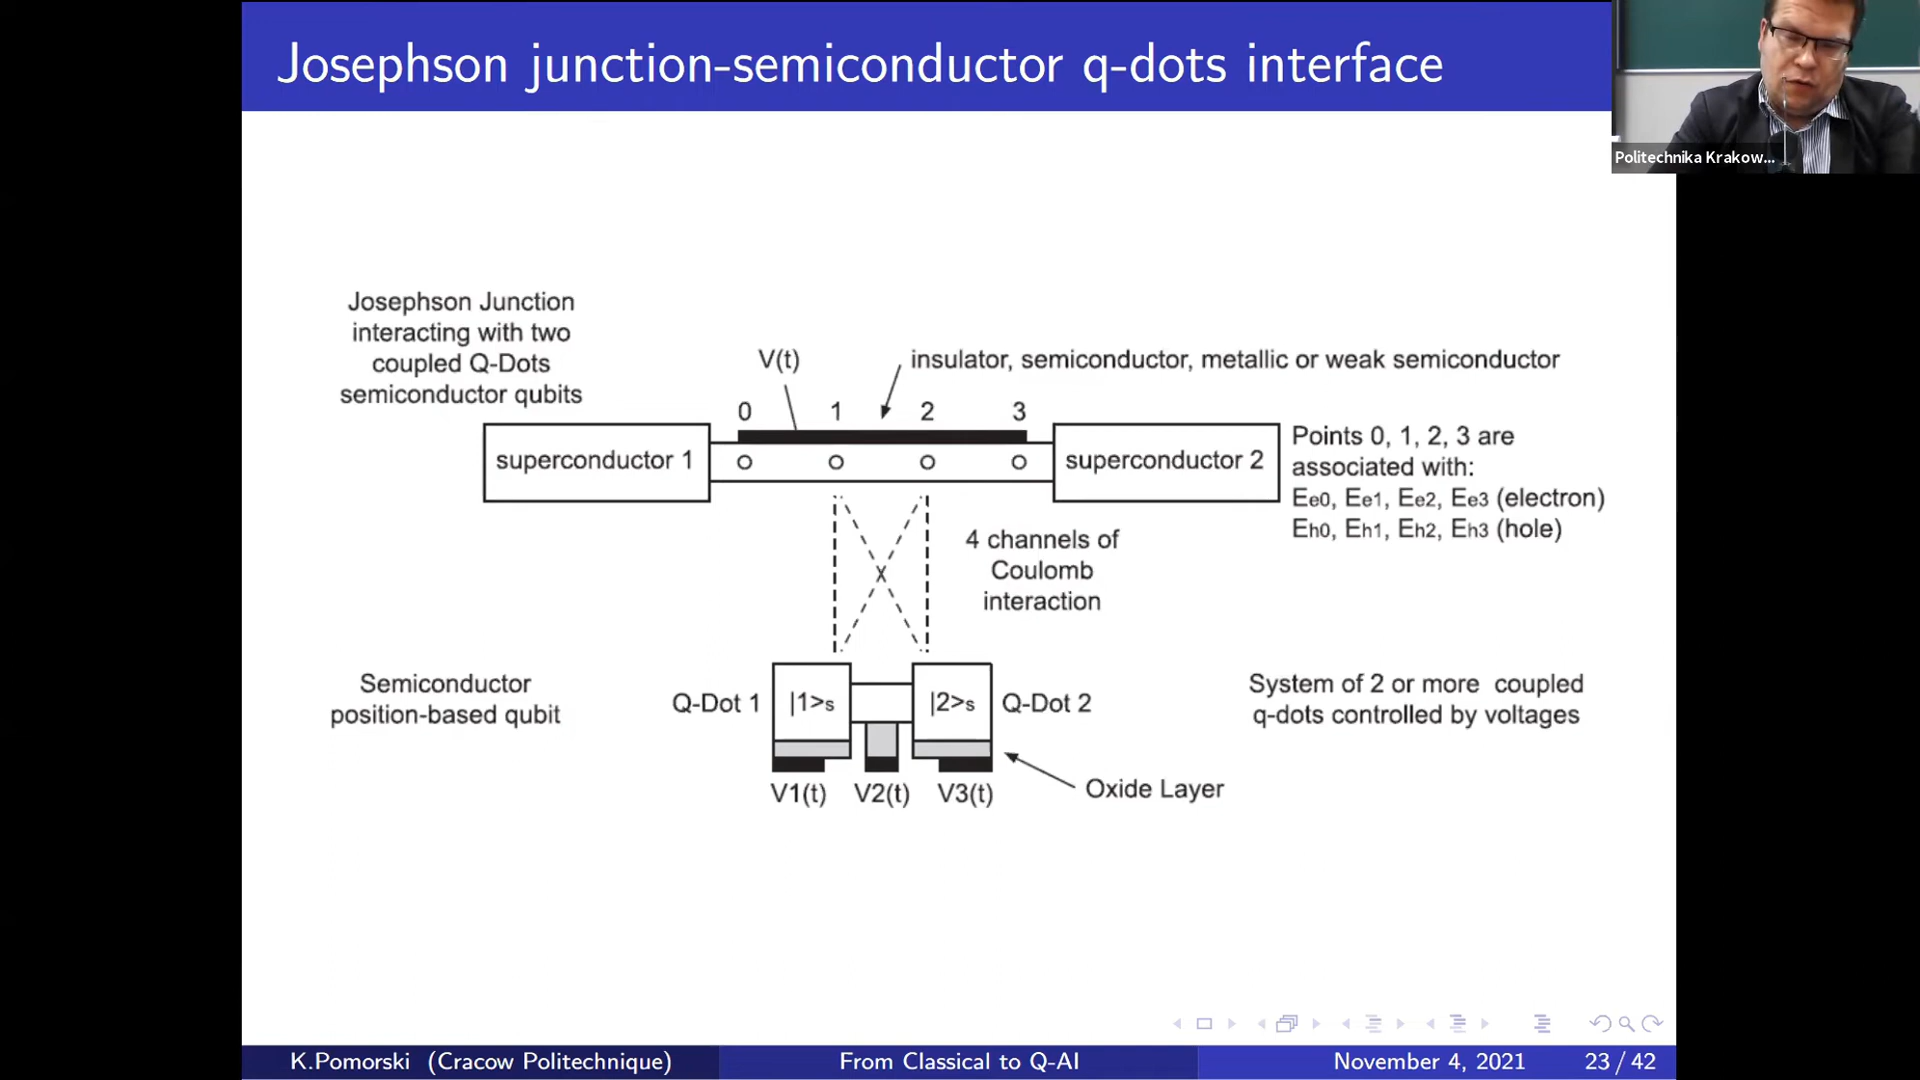 Josephson junction-semiconductor q-dots interface
Politechnika Krakow...
Josephson Junction
interacting with two
coupled Q-Dots
semiconductor qubits
V(t)
insulator, semiconductor, metallic or weak semiconductor
0 1 2 3
superconductor 1
superconductor 2
Points 0, 1, 2, 3 are
associated with:
Ee0, Ee1, Ee2, Ee3 (electron)
Eh0, Eh1, Eh2, Eh3 (hole)
4 channels of
Coulomb
interaction
Semiconductor
position-based qubit
Q-Dot 1
|1>s
|2>s
Q-Dot 2
System of 2 or more coupled
q-dots controlled by voltages
V1(t) V2(t) V3(t)
Oxide Layer
K.Pomorski (Cracow Politechnique)
From Classical to Q-AI
November 4, 2021
23 / 42